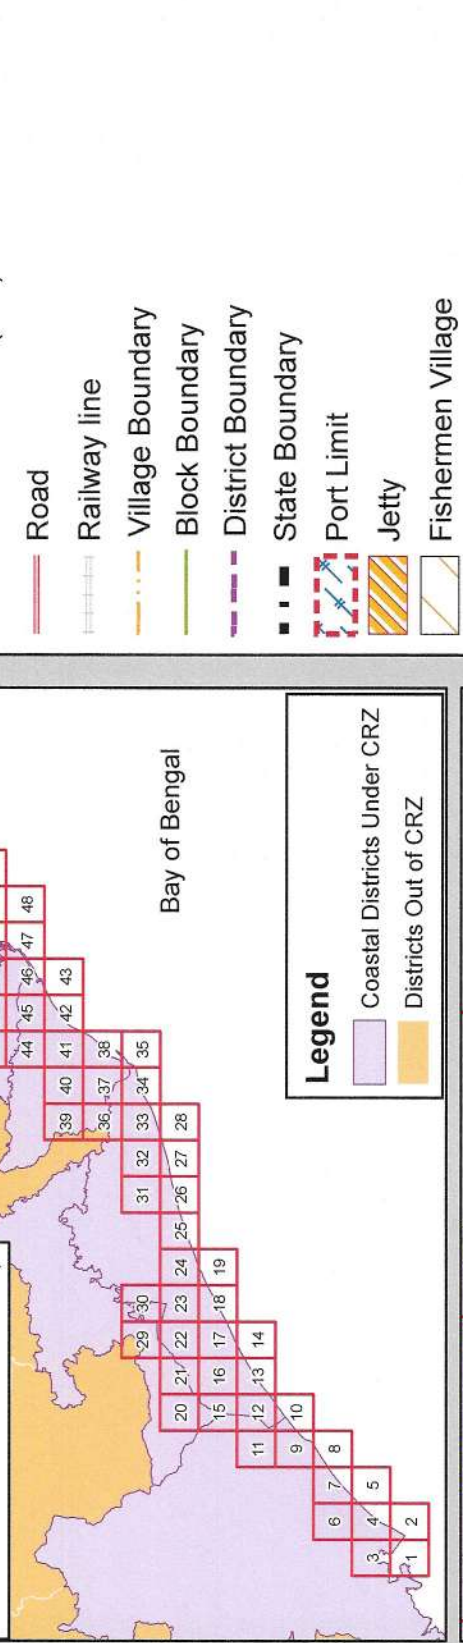 44 45 46 47 48
39 40 41 42 43
36 37 38
29 30 31 32 33 34 35
Bay of Bengal
20 21 22 23 24 25 26 27 28
15 16 17 18 19
11 12 13 14
9 10
6 7 8
3 4 5
1 2
Legend
Coastal Districts Under CRZ
Districts Out of CRZ
Road
Railway line
Village Boundary
Block Boundary
District Boundary
State Boundary
Port Limit
Jetty
Fishermen Village